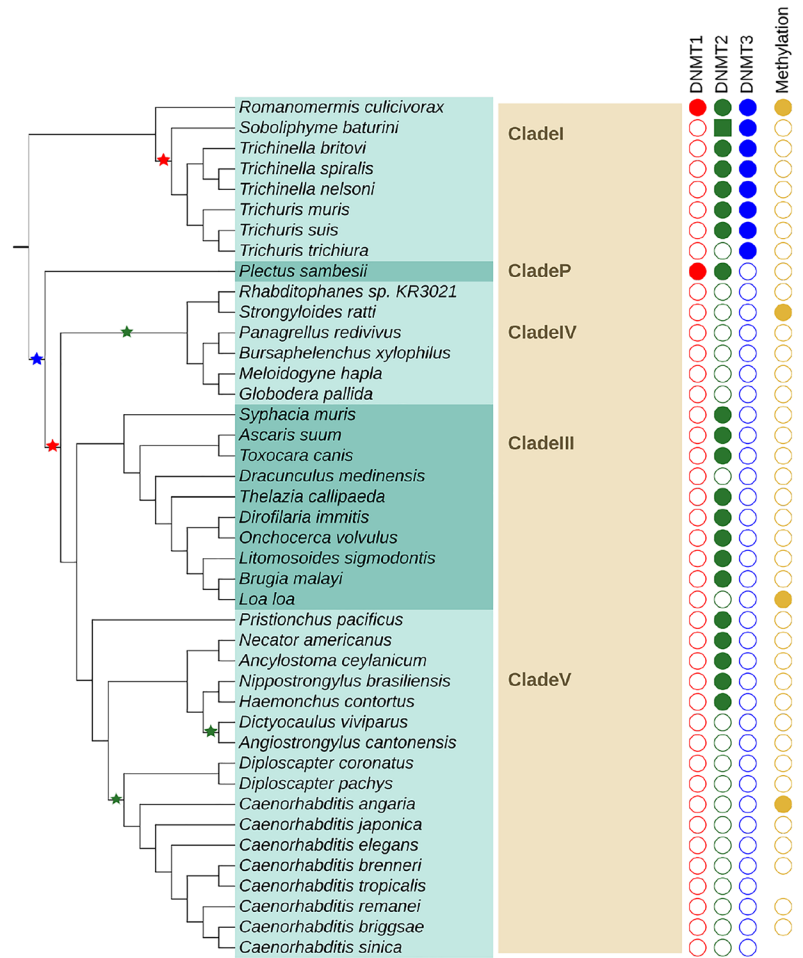 DNMT1
DNMT2
DNMT3
Methylation
Romanomermis culicivorax
Soboliphyme baturini
CladeI
Trichinella britovi
Trichinella spiralis
Trichinella nelsoni
Trichuris muris
Trichuris suis
Trichuris trichiura
Plectus sambesii
CladeP
Rhabditophanes sp. KR3021
Strongyloides ratti
Panagrellus redivivus
CladeIV
Bursaphelenchus xylophilus
Meloidogyne hapla
Globodera pallida
Syphacia muris
Ascaris suum
CladeIII
Toxocara canis
Dracunculus medinensis
Thelazia callipaeda
Dirofilaria immitis
Onchocerca volvulus
Litomosoides sigmodontis
Brugia malayi
Loa loa
Pristionchus pacificus
Necator americanus
Ancylostoma ceylanicum
Nippostrongylus brasiliensis
CladeV
Haemonchus contortus
Dictyocaulus viviparus
Angiostrongylus cantonensis
Diploscapter coronatus
Diploscapter pachys
Caenorhabditis angaria
Caenorhabditis japonica
Caenorhabditis elegans
Caenorhabditis brenneri
Caenorhabditis tropicalis
Caenorhabditis remanei
Caenorhabditis briggsae
Caenorhabditis sinica